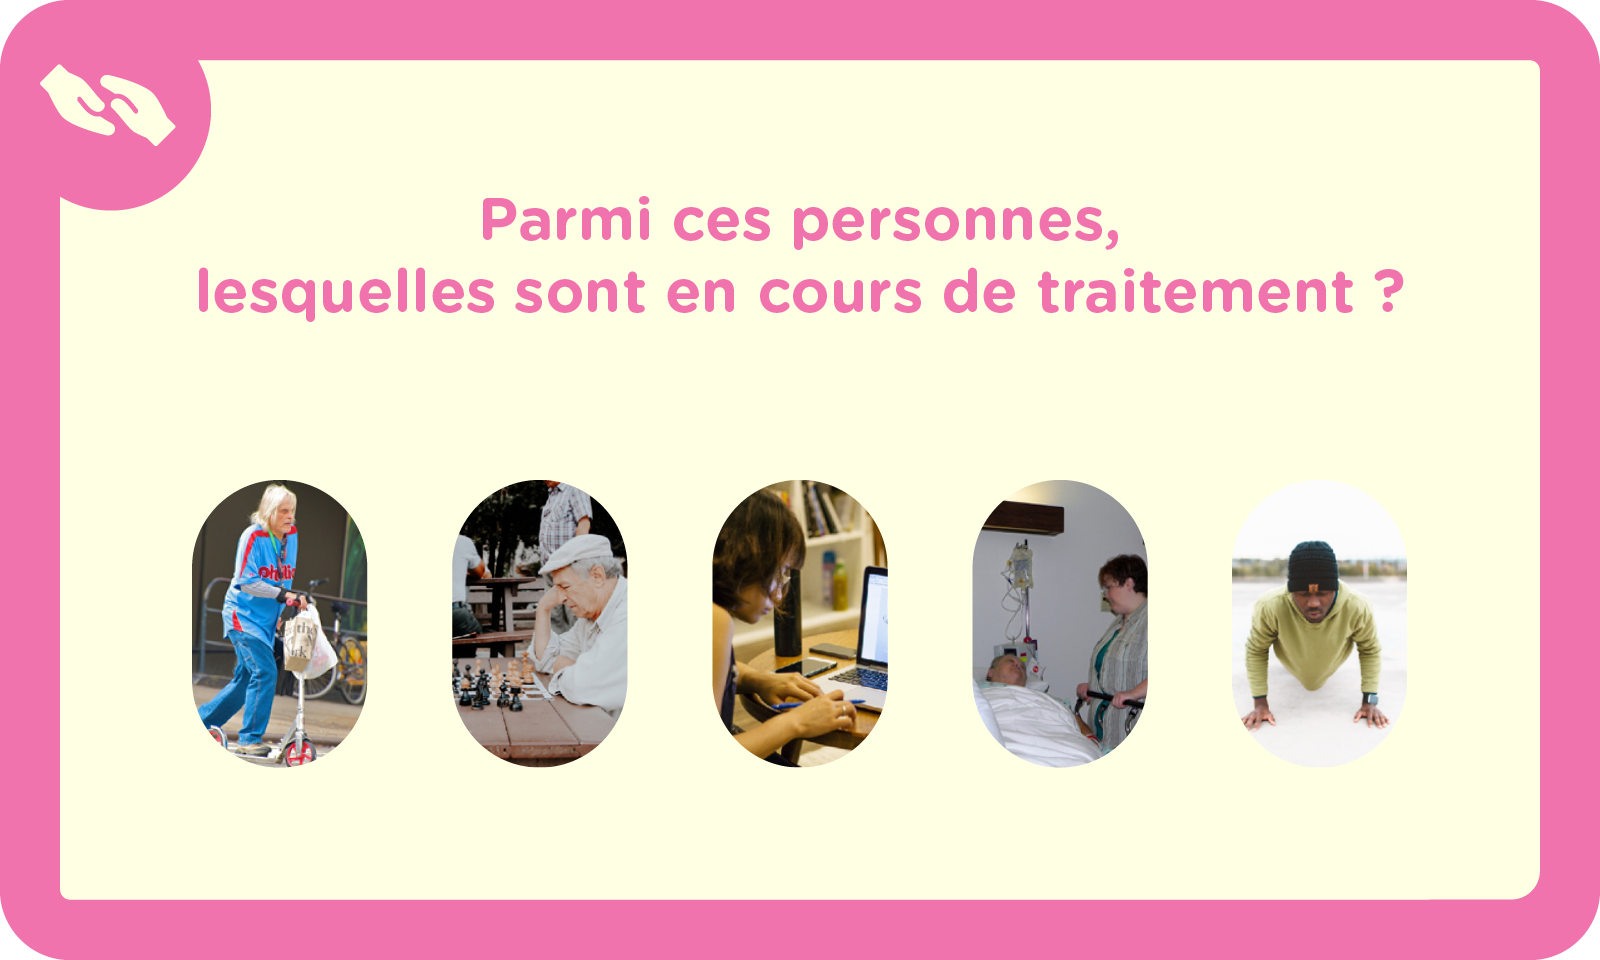 Parmi ces personnes,
lesquelles sont en cours de traitement ?